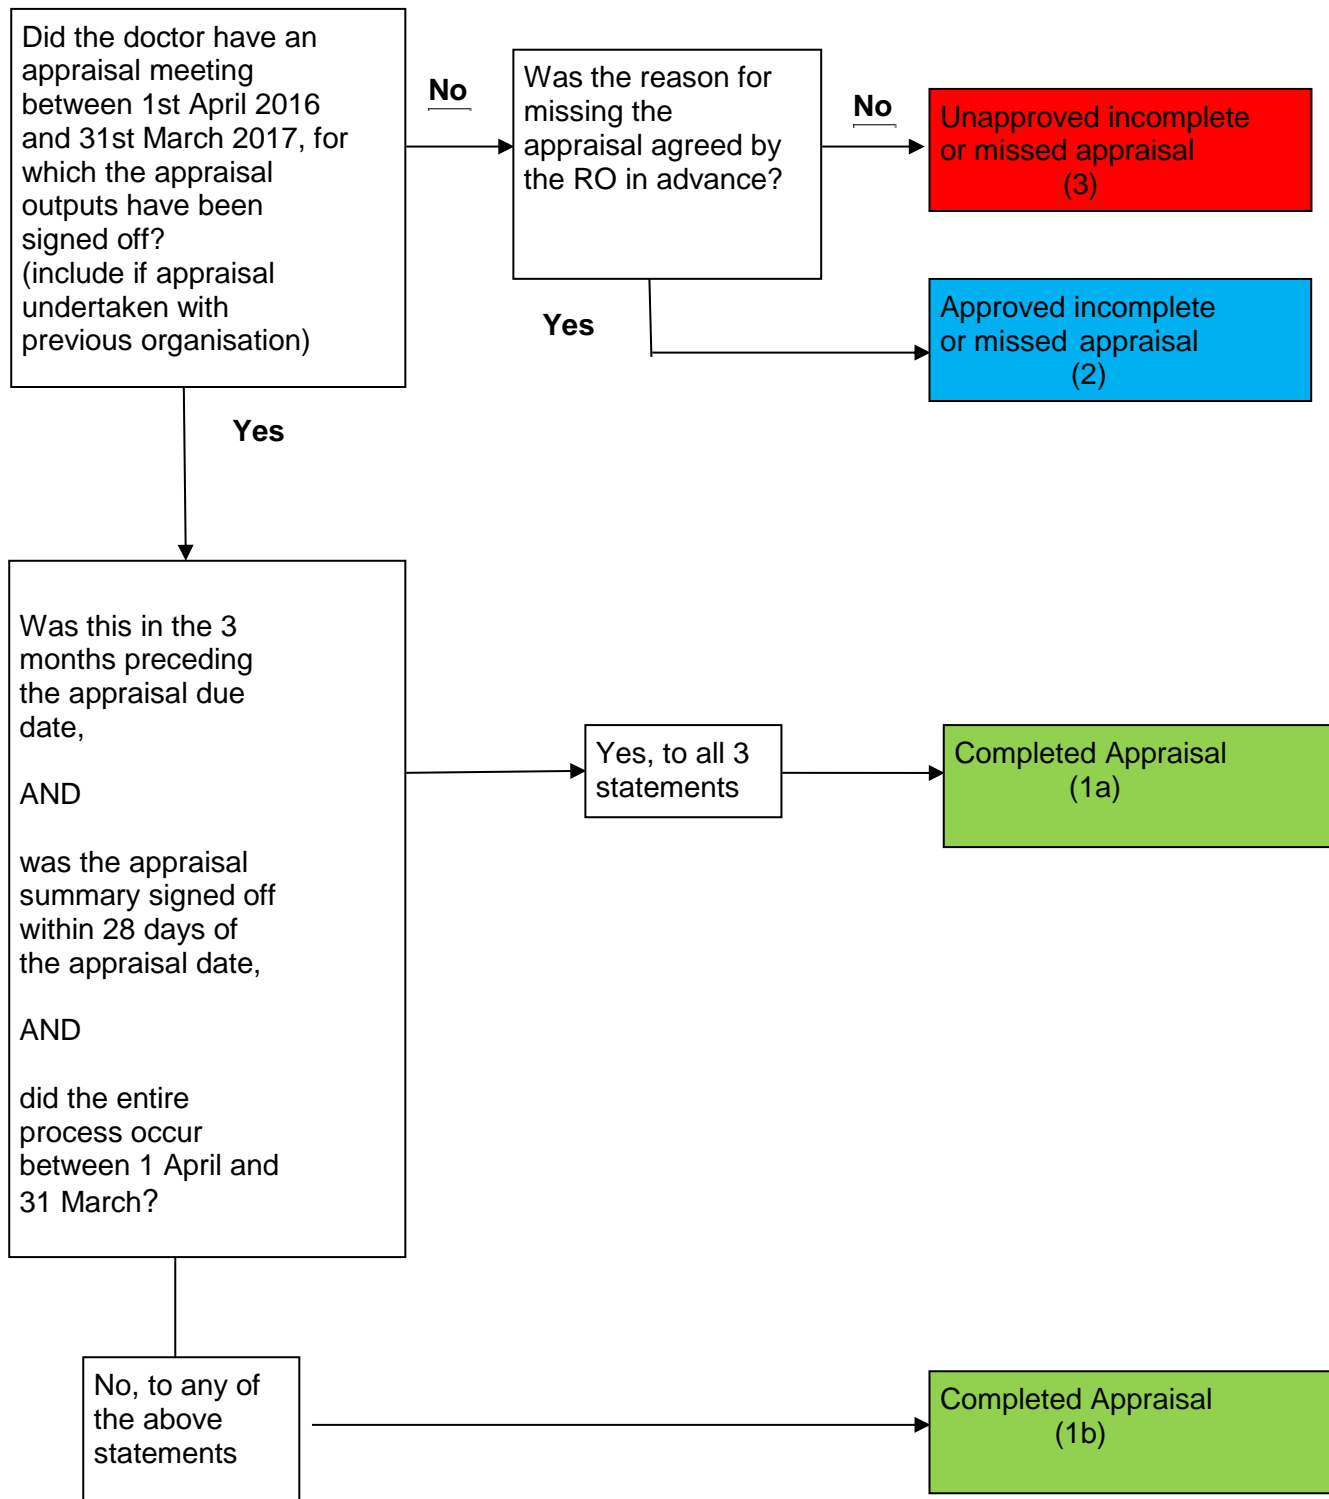 Did the doctor have an
appraisal meeting
between 1st April 2016
and 31st March 2017, for
which the appraisal
outputs have been
signed off?
(include if appraisal
undertaken with
previous organisation)
No
Was the reason for
missing the
appraisal agreed by
the RO in advance?
No
Unapproved incomplete
or missed appraisal
(3)
Yes
Approved incomplete
or missed appraisal
(2)
Yes
Was this in the 3
months preceding
the appraisal due
date,
AND
was the appraisal
summary signed off
within 28 days of
the appraisal date,
AND
did the entire
process occur
between 1 April and
31 March?
Yes, to all 3
statements
Completed Appraisal
(1a)
No, to any of
the above
statements
Completed Appraisal
(1b)